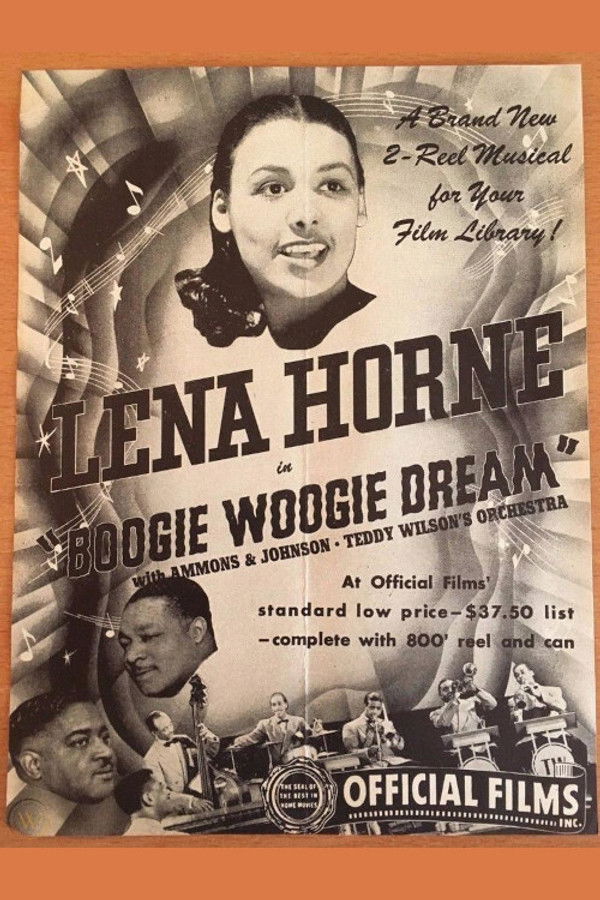 A Brand New
2-Reel Musical
for Your
Film Library!
LENA HORNE
in
"BOOGIE WOOGIE DREAM"
with AMMONS & JOHNSON · TEDDY WILSON'S ORCHESTRA
At Official Films'
standard low price—$37.50 list
—complete with 800' reel and can
THE SEAL OF
THE BEST IN
HOME MOVIES
OFFICIAL FILMS
INC.